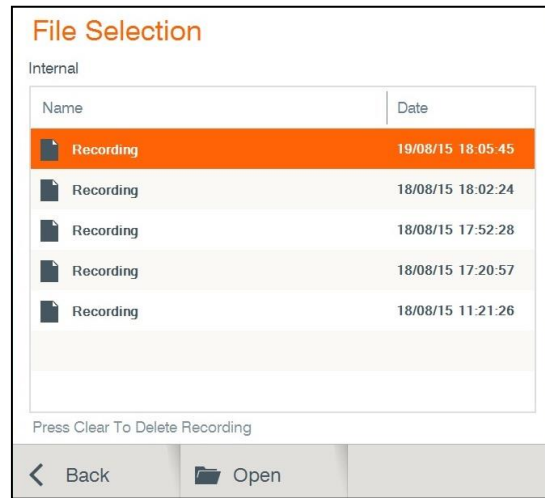 File Selection
Internal
Name Date
Recording 19/08/15 18:05:45
Recording 18/08/15 18:02:24
Recording 18/08/15 17:52:28
Recording 18/08/15 17:20:57
Recording 18/08/15 11:21:26
Press Clear To Delete Recording
Back Open